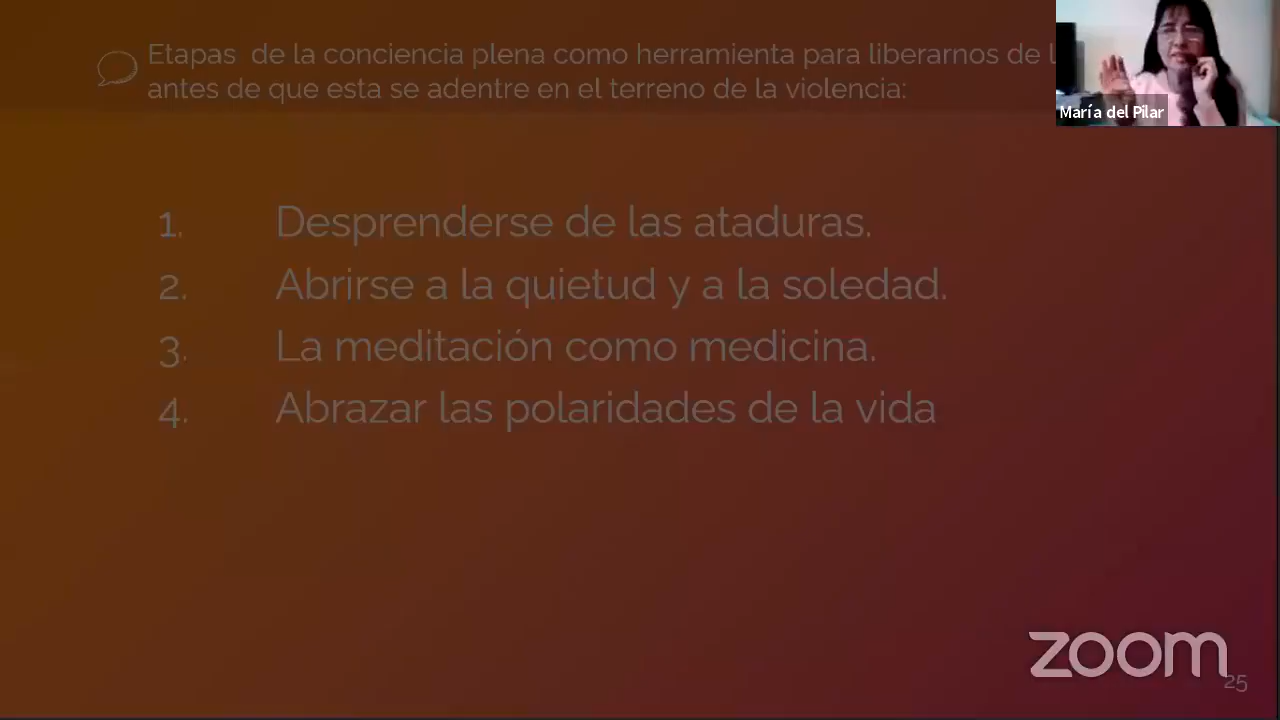 Etapas de la conciencia plena como herramienta para liberarnos de
antes de que esta se adentre en el terreno de la violencia:
María del Pilar
1. Desprenderse de las ataduras.
2. Abrirse a la quietud y a la soledad.
3. La meditación como medicina.
4. Abrazar las polaridades de la vida
zoom
25